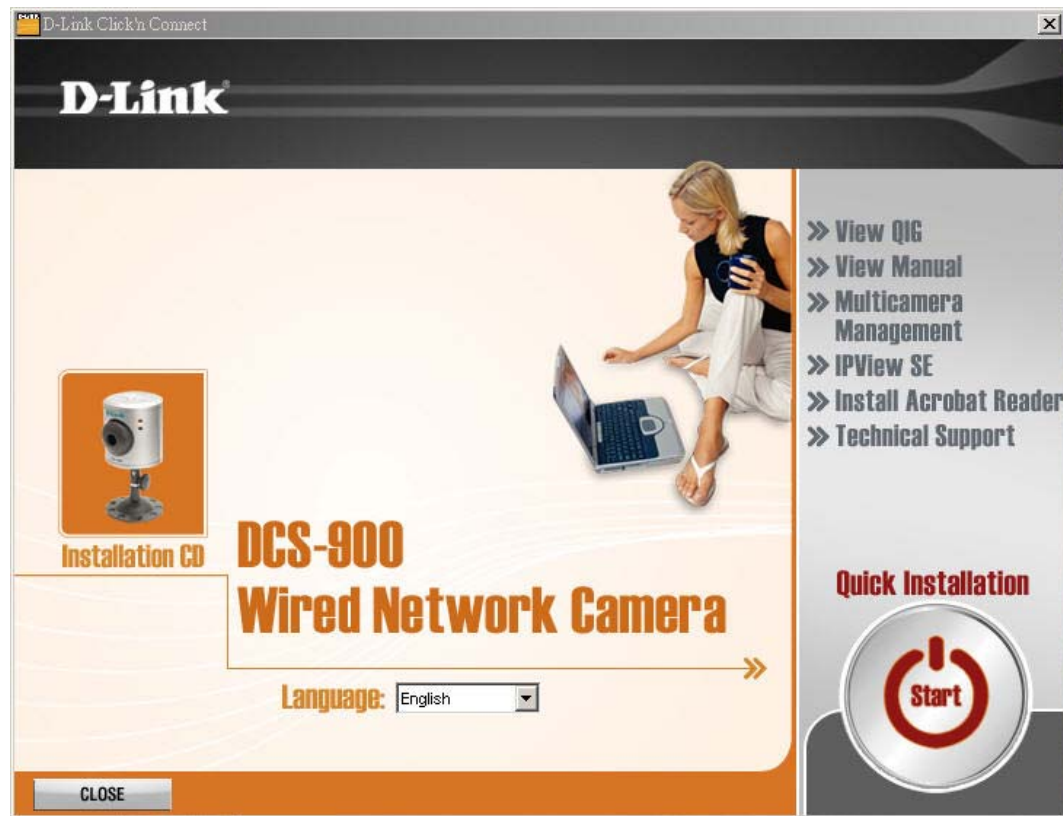 D-Link Click'n Connect
D-Link®
» View QIG
» View Manual
» Multicamera
Management
» IPView SE
» Install Acrobat Reader
» Technical Support
Installation CD
DCS-900
Wired Network Camera
»
Language: English
Quick Installation
Start
CLOSE